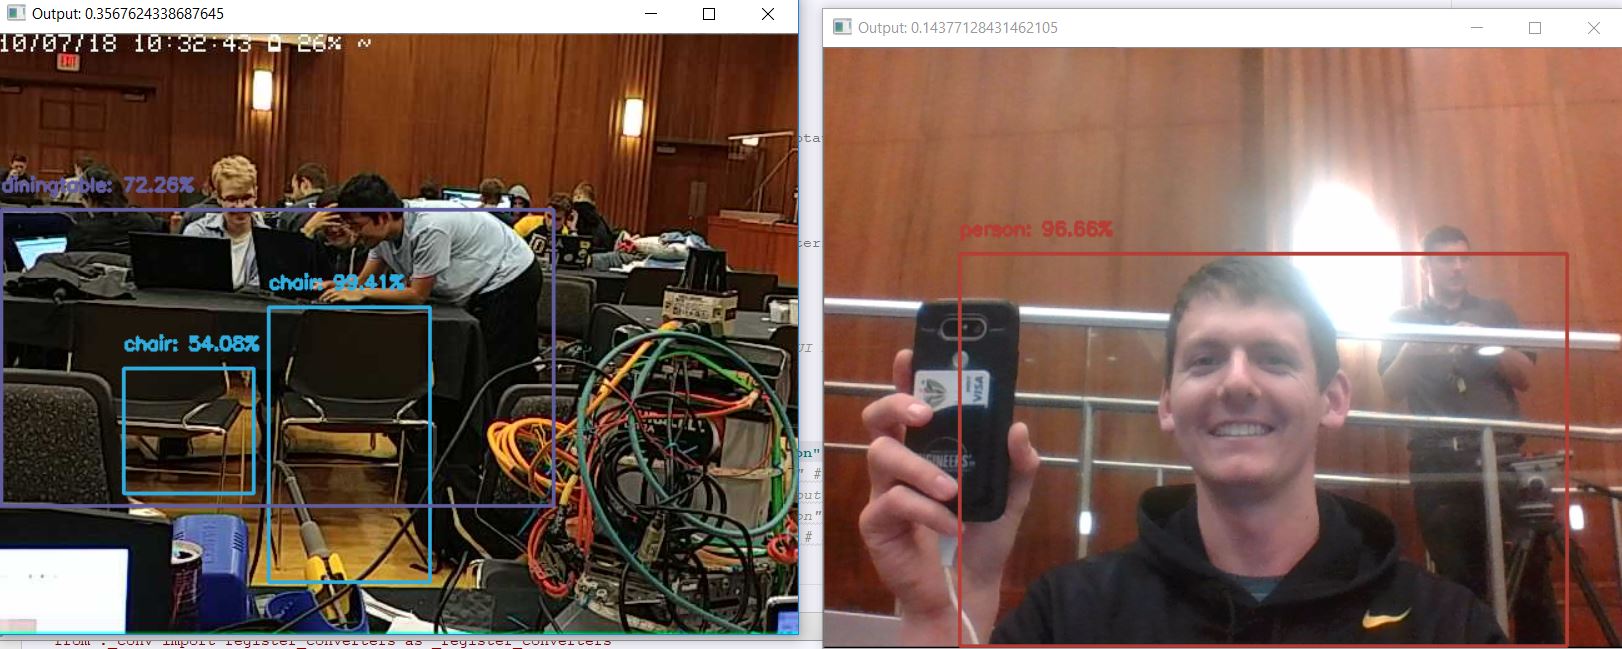 Output: 0.3567624338687645
10/07/18 10:32:43 26% ~
EXIT
diningtable: 72.26%
chair: 99.41%
chair: 54.08%
Output: 0.14377128431462105
person: 96.66%
VISA
from ._conv import register_converters as _register_converters